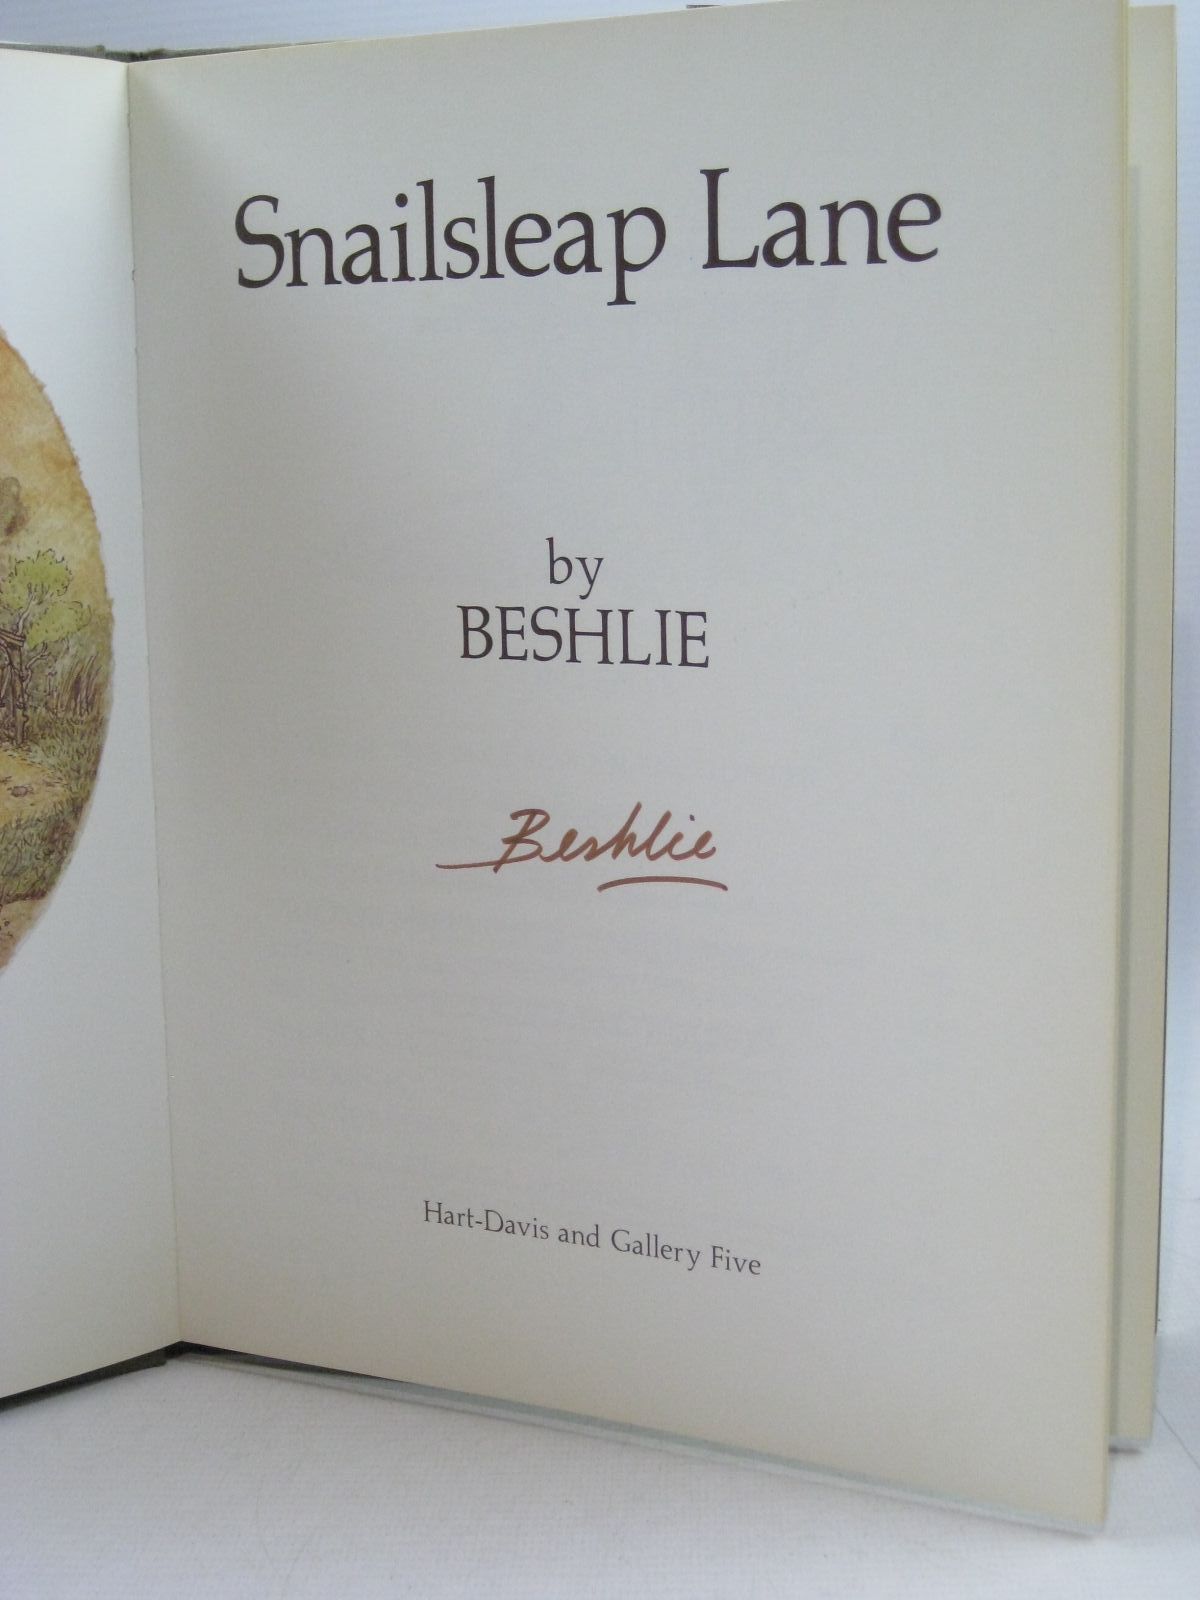 Snailsleap Lane
by
BESHLIE
Beshlie
Hart-Davis and Gallery Five